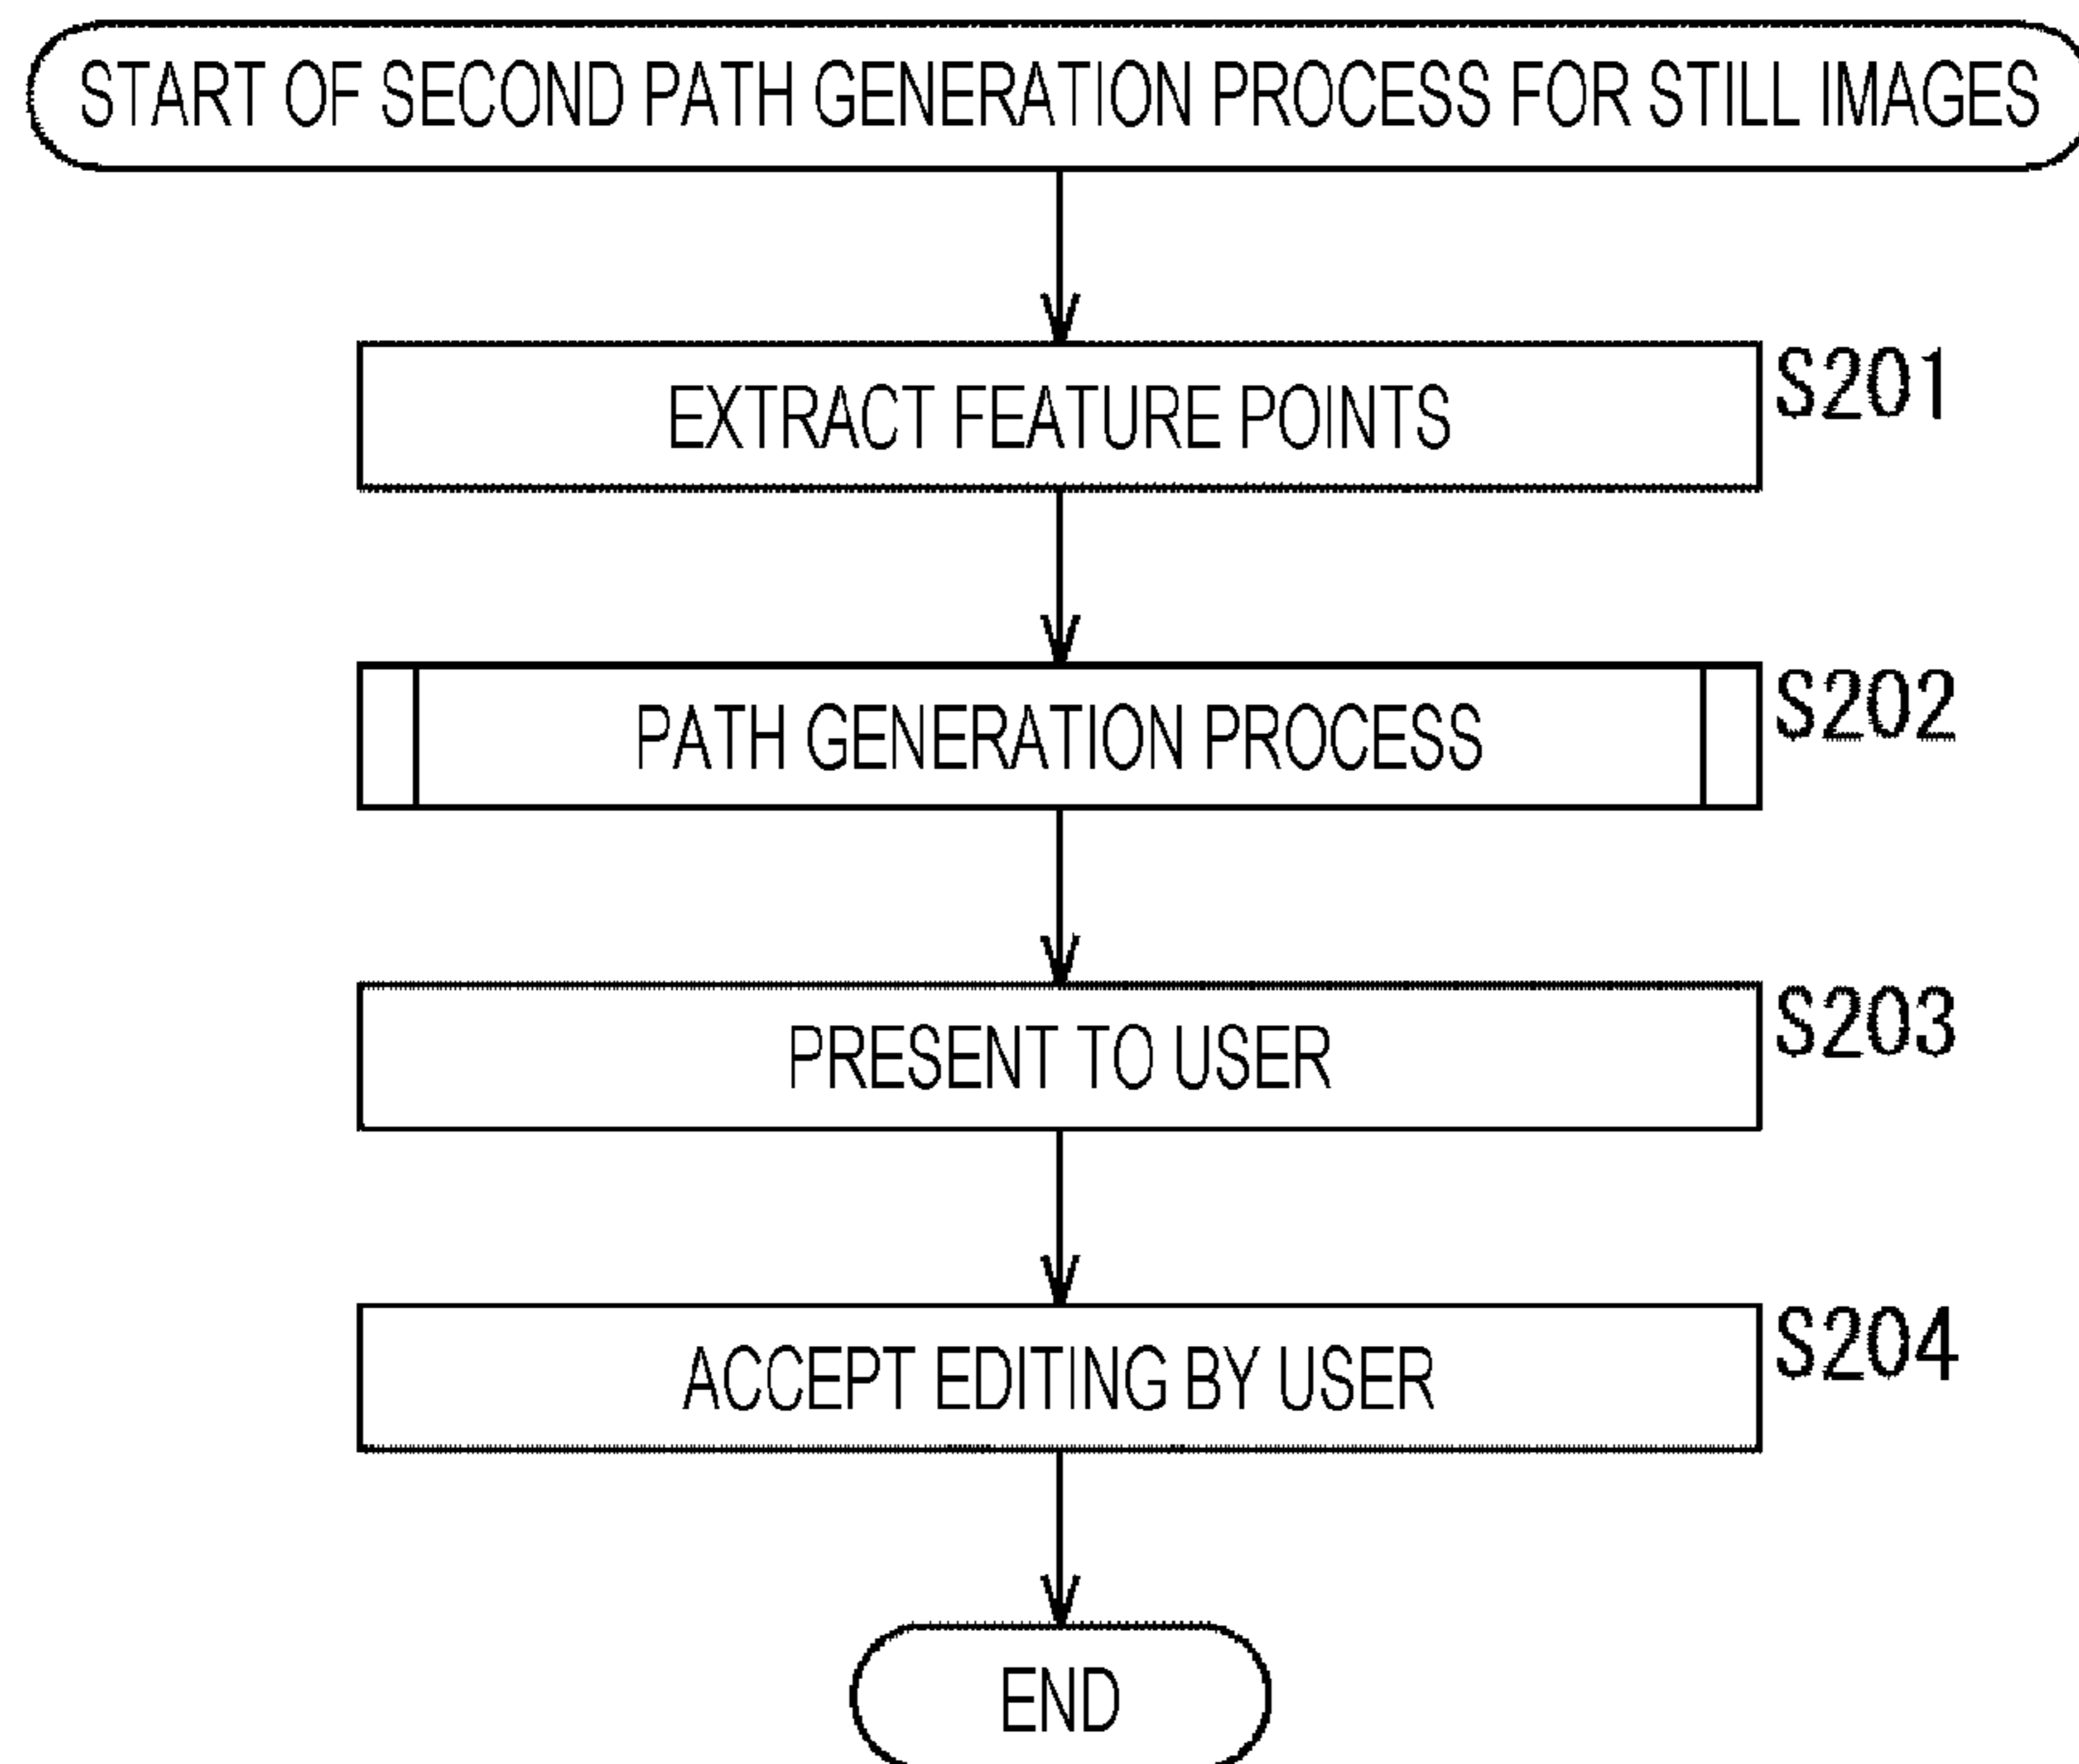 START OF SECOND PATH GENERATION PROCESS FOR STILL IMAGES
EXTRACT FEATURE POINTS
S201
PATH GENERATION PROCESS
S202
PRESENT TO USER
S203
ACCEPT EDITING BY USER
S204
END